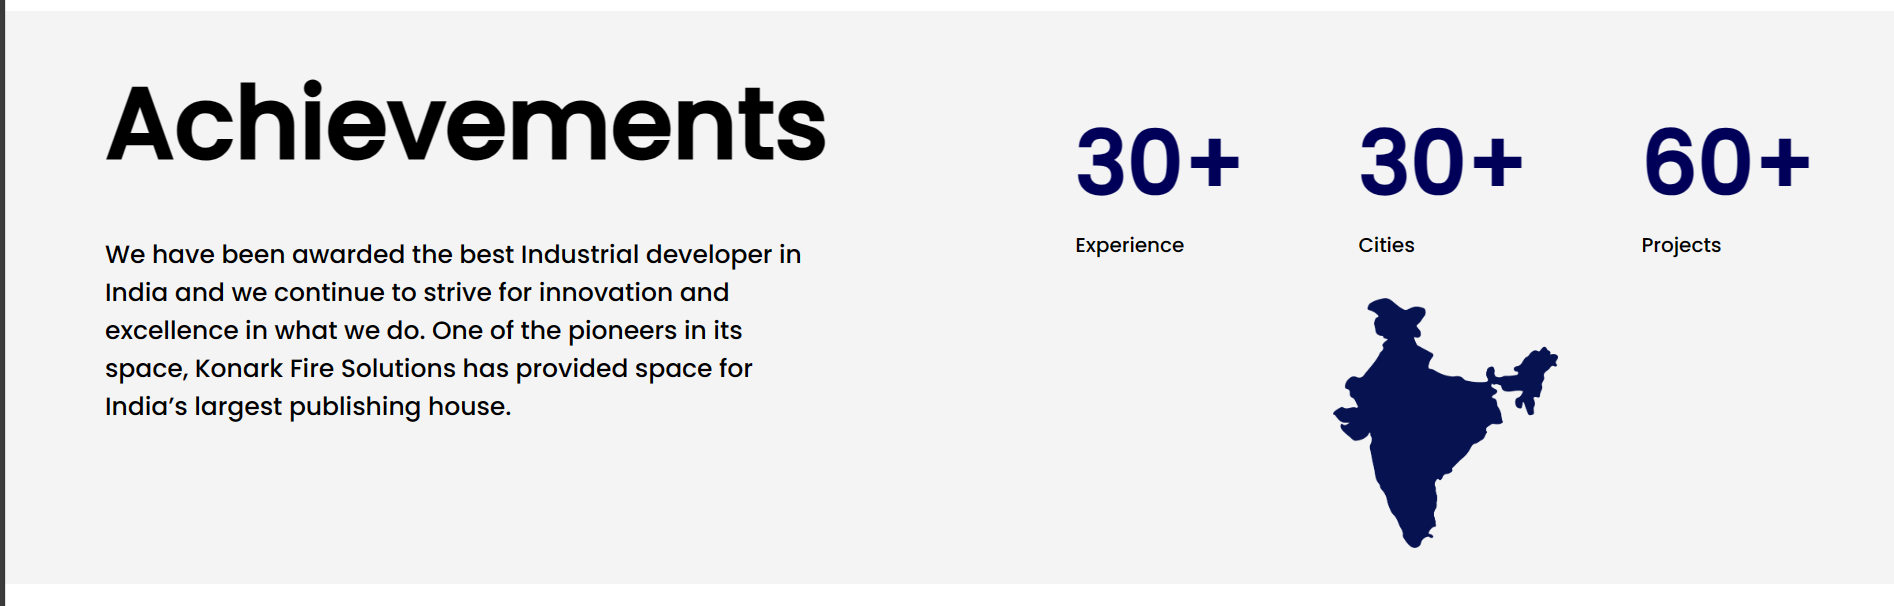 Achievements
We have been awarded the best Industrial developer in
India and we continue to strive for innovation and
excellence in what we do. One of the pioneers in its
space, Konark Fire Solutions has provided space for
India’s largest publishing house.
30+ 30+ 60+
Experience Cities Projects